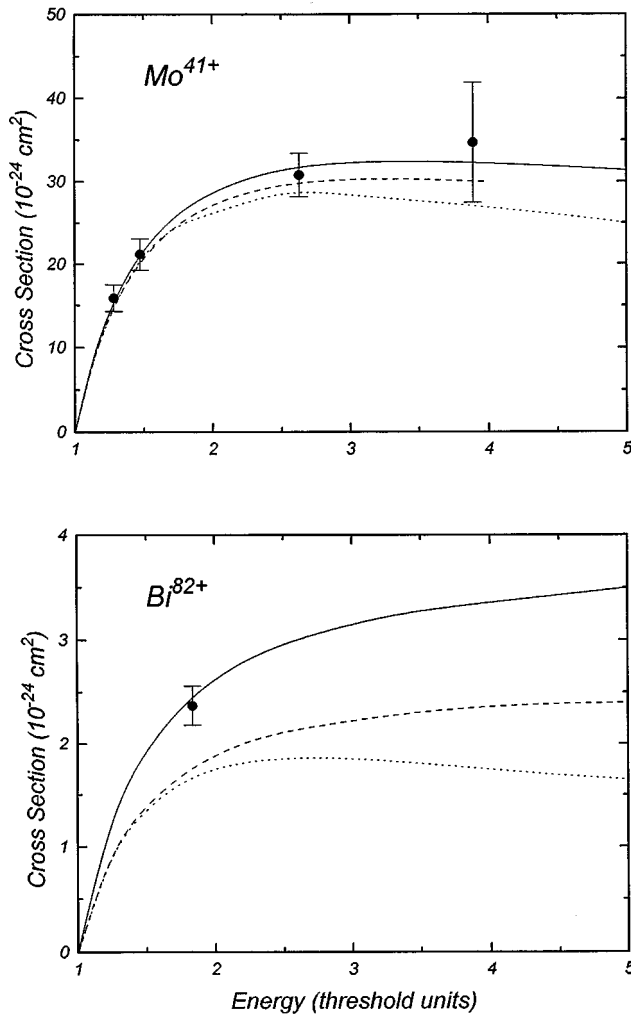 50
40
30
20
10
0
Cross Section (10⁻²⁴ cm²)
Mo⁴¹⁺
1 2 3 4 5
4
3
2
1
0
Cross Section (10⁻²⁴ cm²)
Bi⁸²⁺
1 2 3 4 5
Energy (threshold units)